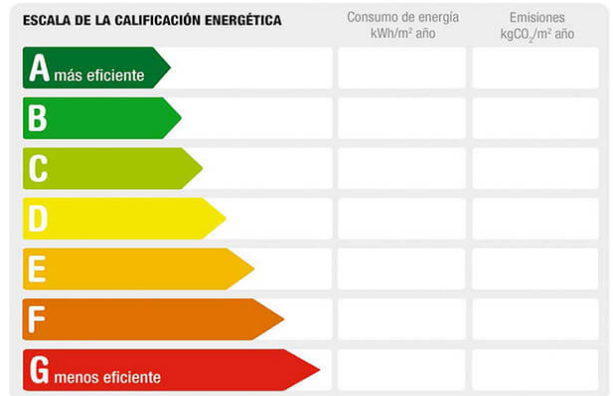 ESCALA DE LA CALIFICACIÓN ENERGÉTICA
Consumo de energía
kWh/m² año
Emisiones
kgCO₂/m² año
A más eficiente
B
C
D
E
F
G menos eficiente